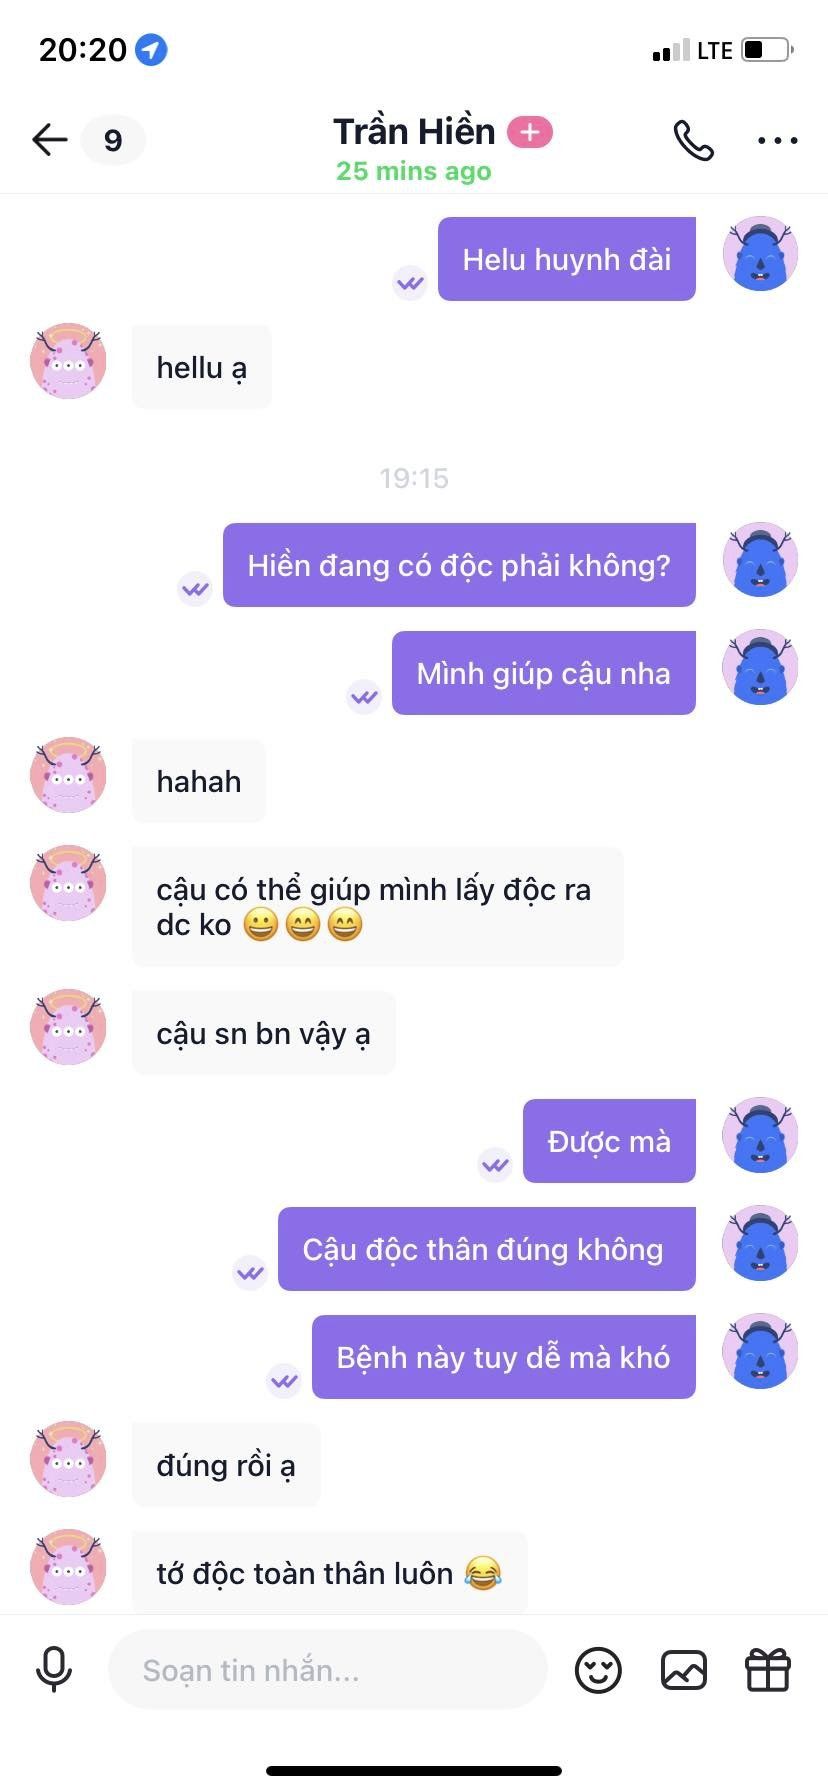 20:20
LTE
9
Trần Hiền
25 mins ago
Helu huynh đài
hellu ạ
19:15
Hiền đang có độc phải không?
Mình giúp cậu nha
hahah
cậu có thể giúp mình lấy độc ra
dc ko 😀😄😄
cậu sn bn vậy ạ
Được mà
Cậu độc thân đúng không
Bệnh này tuy dễ mà khó
đúng rồi ạ
tớ độc toàn thân luôn 😂
Soạn tin nhắn...